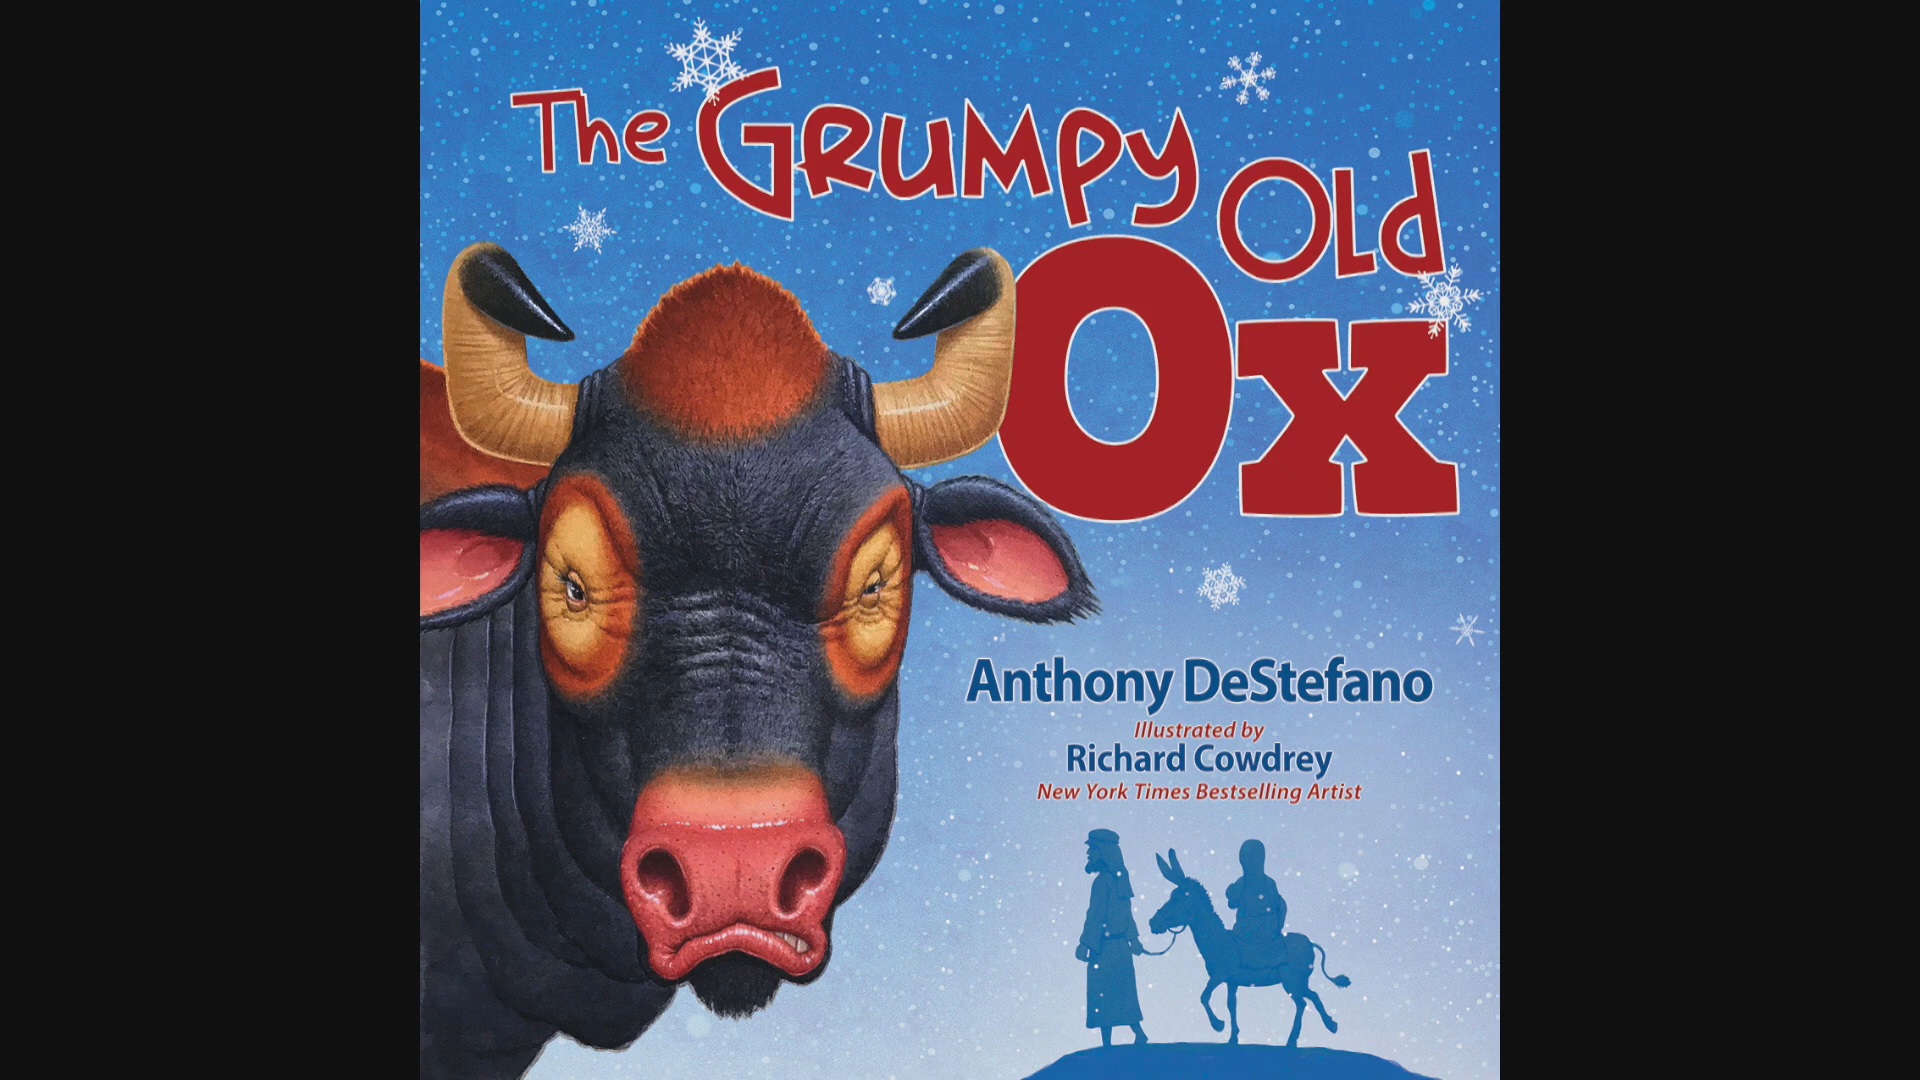 The Grumpy
Old
Ox
Anthony DeStefano
Illustrated by
Richard Cowdrey
New York Times Bestselling Artist